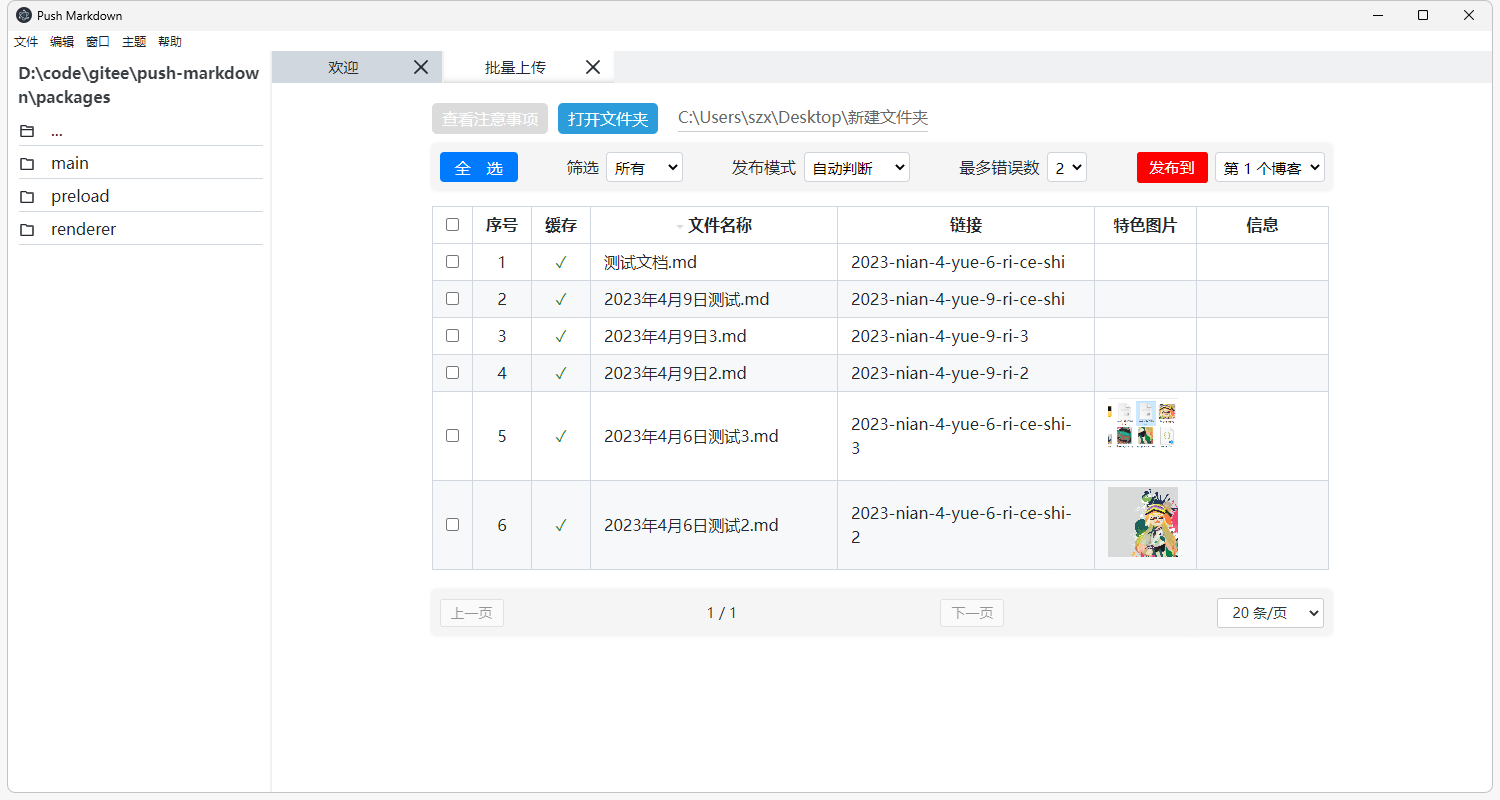 Push Markdown
文件 编辑 窗口 主题 帮助
D:\code\gitee\push-markdow
n\packages
...
main
preload
renderer
欢迎 批量上传
查看注意事项 打开文件夹 C:\Users\szx\Desktop\新建文件夹
全 选 筛选 所有 发布模式 自动判断 最多错误数 2 发布到 第 1 个博客
序号 缓存 文件名称 链接 特色图片 信息
1 ✓ 测试文档.md 2023-nian-4-yue-6-ri-ce-shi
2 ✓ 2023年4月9日测试.md 2023-nian-4-yue-9-ri-ce-shi
3 ✓ 2023年4月9日3.md 2023-nian-4-yue-9-ri-3
4 ✓ 2023年4月9日2.md 2023-nian-4-yue-9-ri-2
5 ✓ 2023年4月6日测试3.md 2023-nian-4-yue-6-ri-ce-shi-
3
6 ✓ 2023年4月6日测试2.md 2023-nian-4-yue-6-ri-ce-shi-
2
上一页 1 / 1 下一页 20 条/页